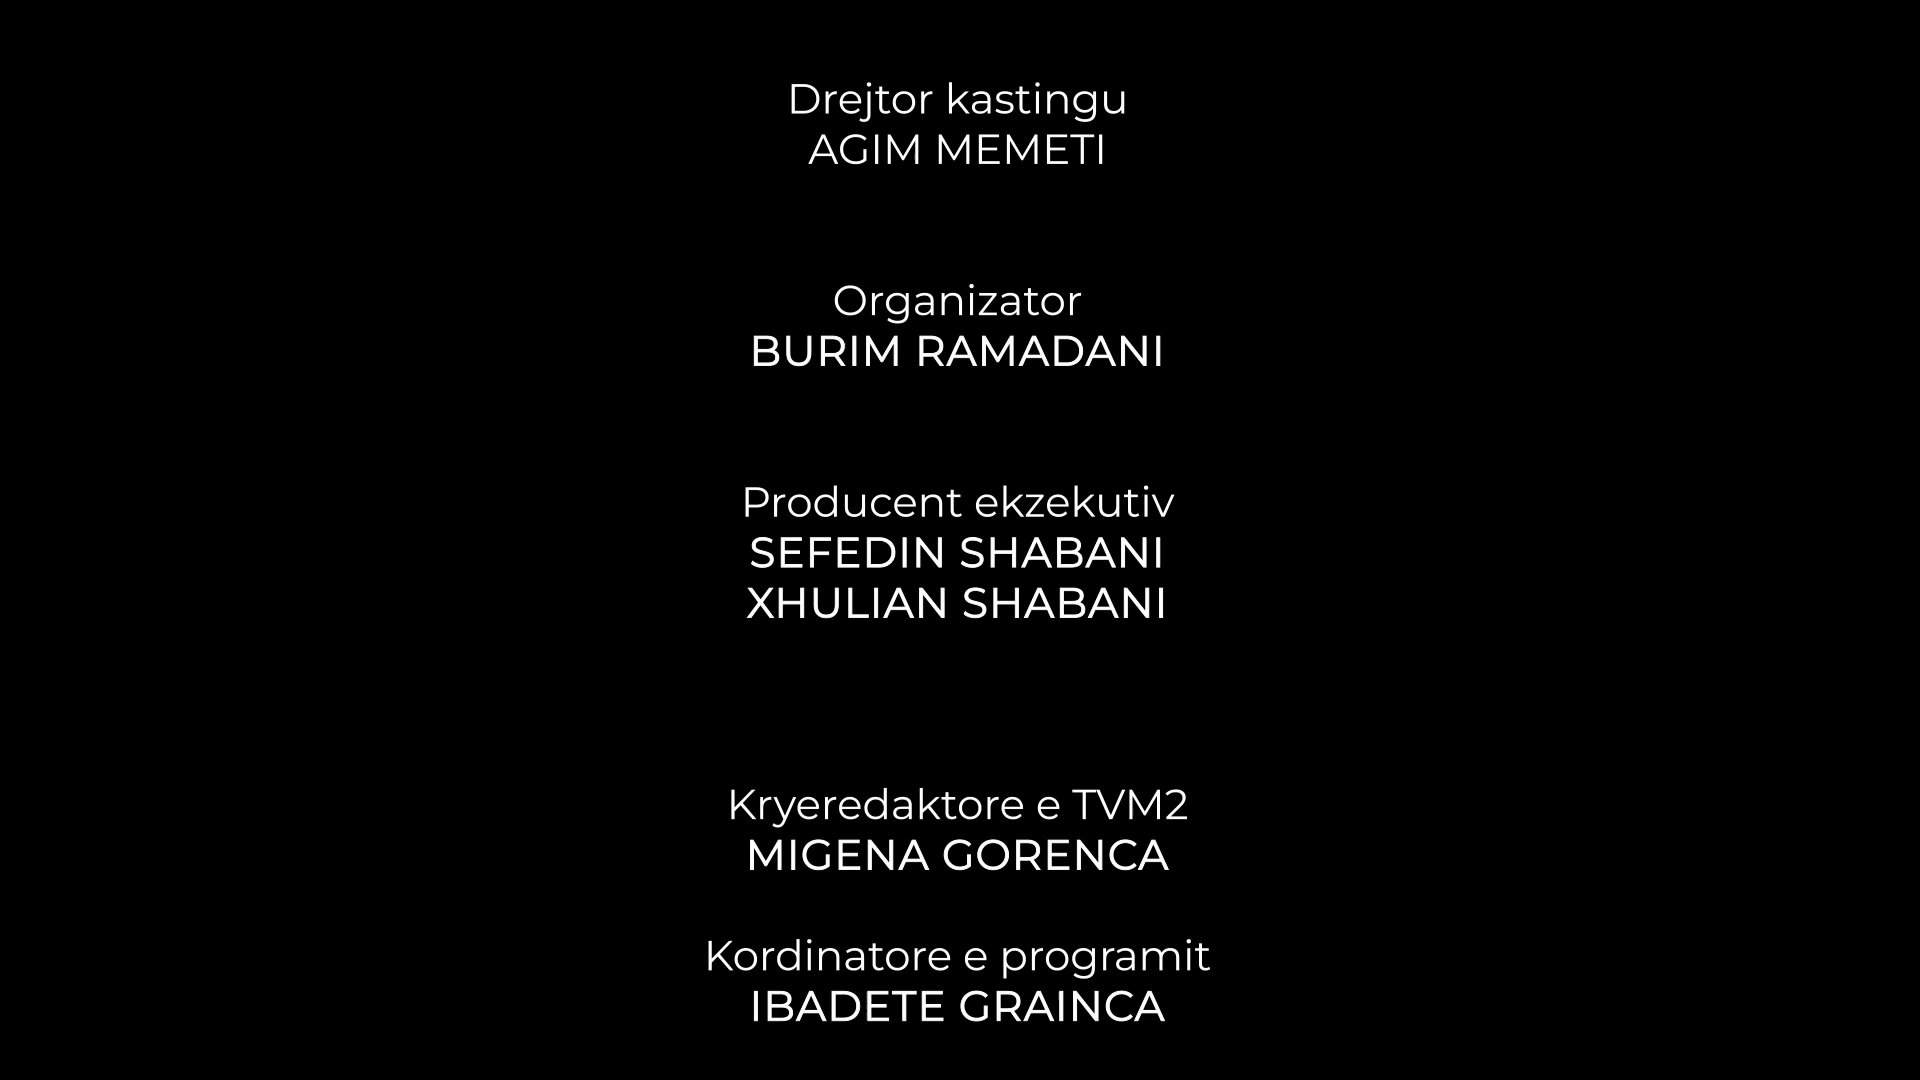 Drejtor kastingu
AGIM MEMETI
Organizator
BURIM RAMADANI
Producent ekzekutiv
SEFEDIN SHABANI
XHULIAN SHABANI
Kryeredaktore e TVM2
MIGENA GORENCA
Kordinatore e programit
IBADETE GRAINCA